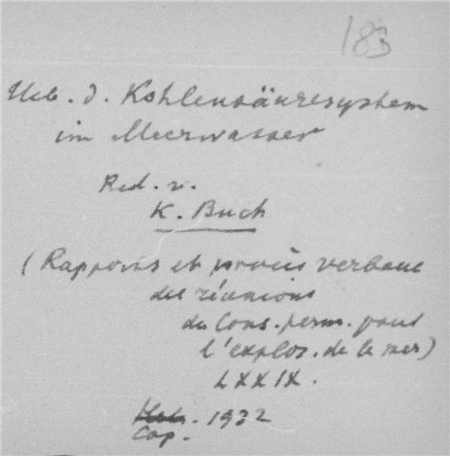 183
Ueb. d. Kohlensäuresystem
im Meerwasser
Red. v.
K. Buch
(Rapports et procès verbaux
des réunions
du Cons. perm. pour
l'explor. de la mer)
LXXIX.
1932
Cop.